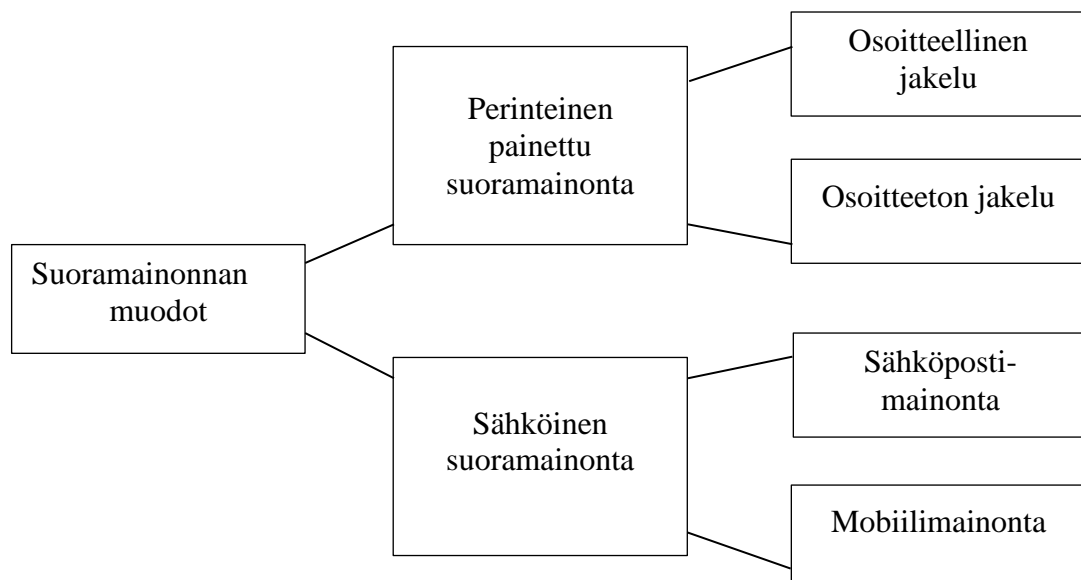 Suoramainonnan
muodot
Perinteinen
painettu
suoramainonta
Osoitteellinen
jakelu
Osoitteeton jakelu
Sähköinen
suoramainonta
Sähköposti-
mainonta
Mobiilimainonta